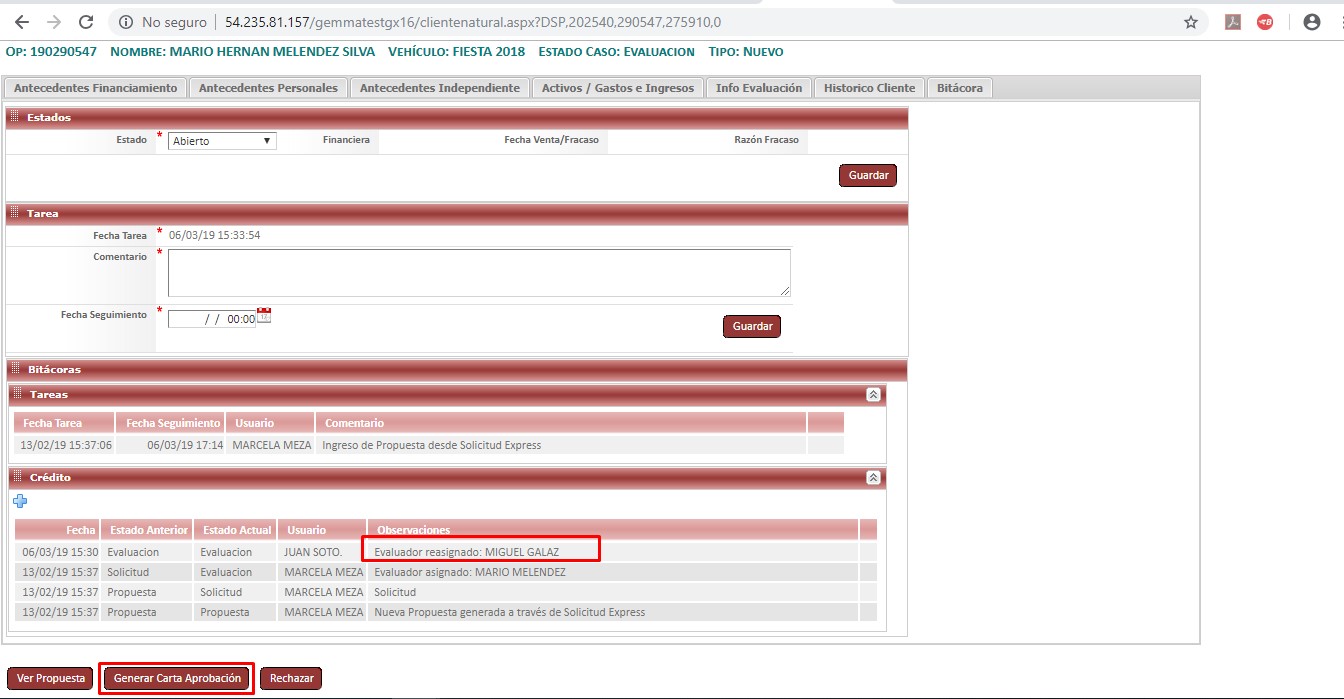 No seguro | 54.235.81.157/gemmatestgx16/clientenatural.aspx?DSP,202540,290547,275910,0
OP: 190290547 NOMBRE: MARIO HERNAN MELENDEZ SILVA VEHÍCULO: FIESTA 2018 ESTADO CASO: EVALUACION TIPO: NUEVO
Antecedentes Financiamiento Antecedentes Personales Antecedentes Independiente Activos / Gastos e Ingresos Info Evaluación Historico Cliente Bitácora
Estados
Estado * Abierto Financiera Fecha Venta/Fracaso Razón Fracaso
Guardar
Tarea
Fecha Tarea * 06/03/19 15:33:54
Comentario *
Fecha Seguimiento * / / 00:00
Guardar
Bitácoras
Tareas
Fecha Tarea Fecha Seguimiento Usuario Comentario
13/02/19 15:37:06 06/03/19 17:14 MARCELA MEZA Ingreso de Propuesta desde Solicitud Express
Crédito
Fecha Estado Anterior Estado Actual Usuario Observaciones
06/03/19 15:30 Evaluacion Evaluacion JUAN SOTO. Evaluador reasignado: MIGUEL GALAZ
13/02/19 15:37 Solicitud Evaluacion MARCELA MEZA Evaluador asignado: MARIO MELENDEZ
13/02/19 15:37 Propuesta Solicitud MARCELA MEZA Solicitud
13/02/19 15:37 Propuesta Propuesta MARCELA MEZA Nueva Propuesta generada a través de Solicitud Express
Ver Propuesta Generar Carta Aprobación Rechazar